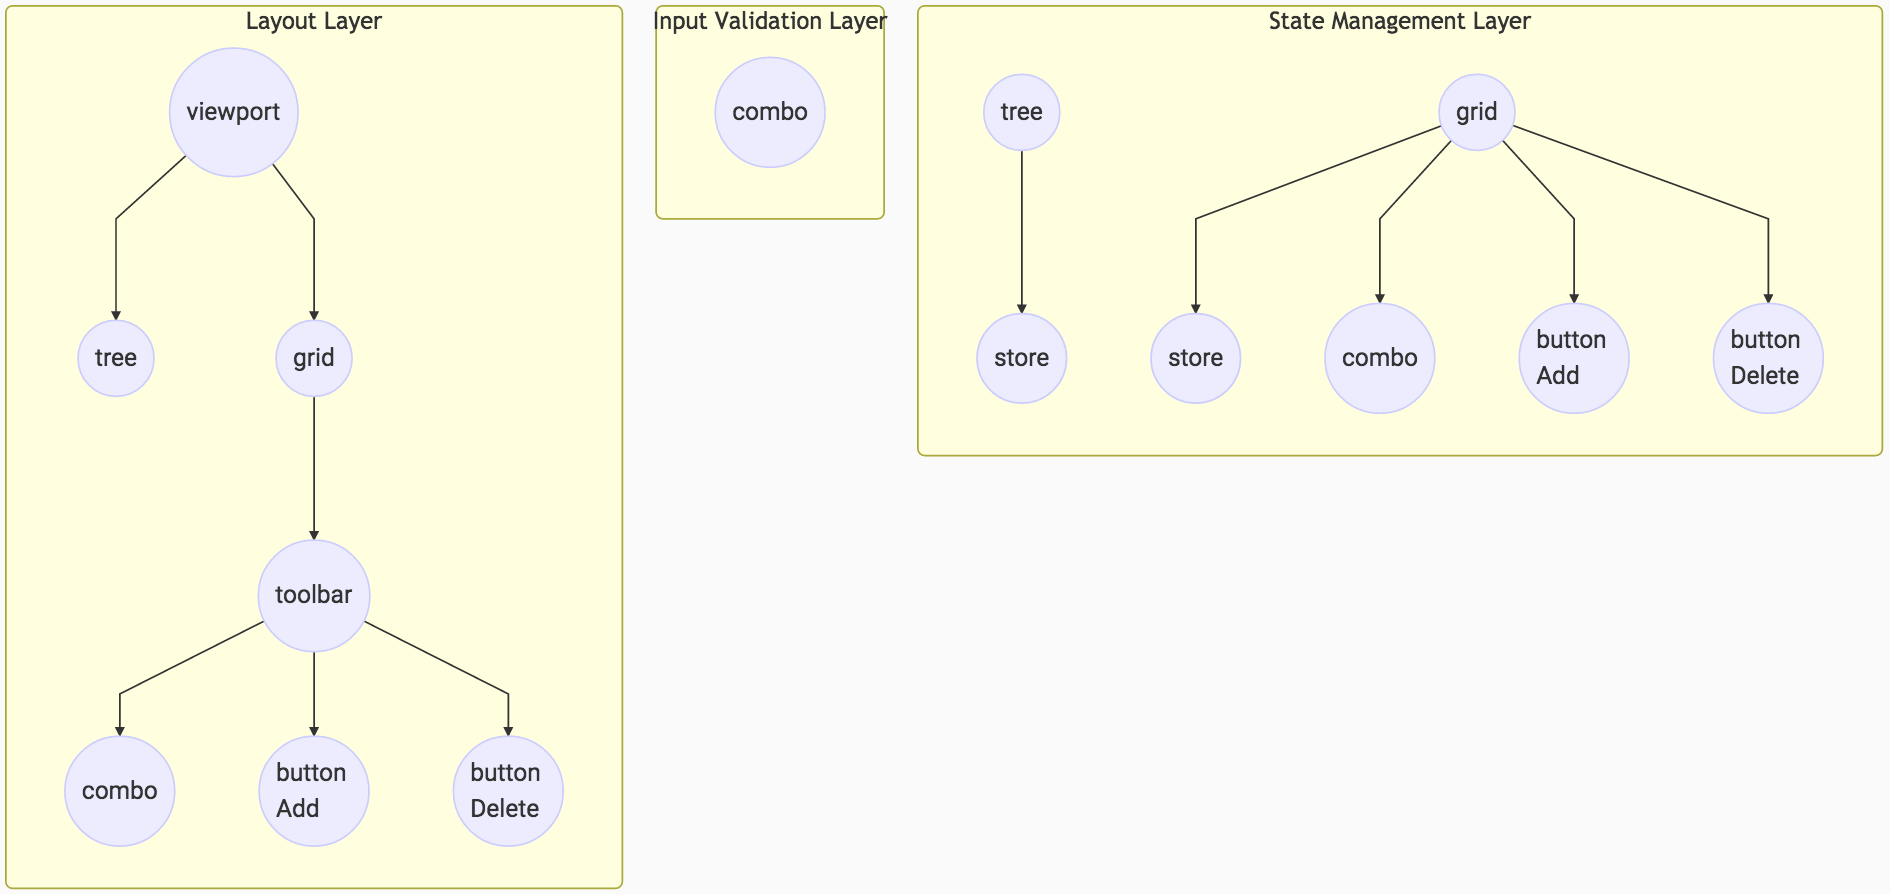 Layout Layer
viewport
tree
grid
toolbar
combo
button
Add
button
Delete
Input Validation Layer
combo
State Management Layer
tree
grid
store
store
combo
button
Add
button
Delete